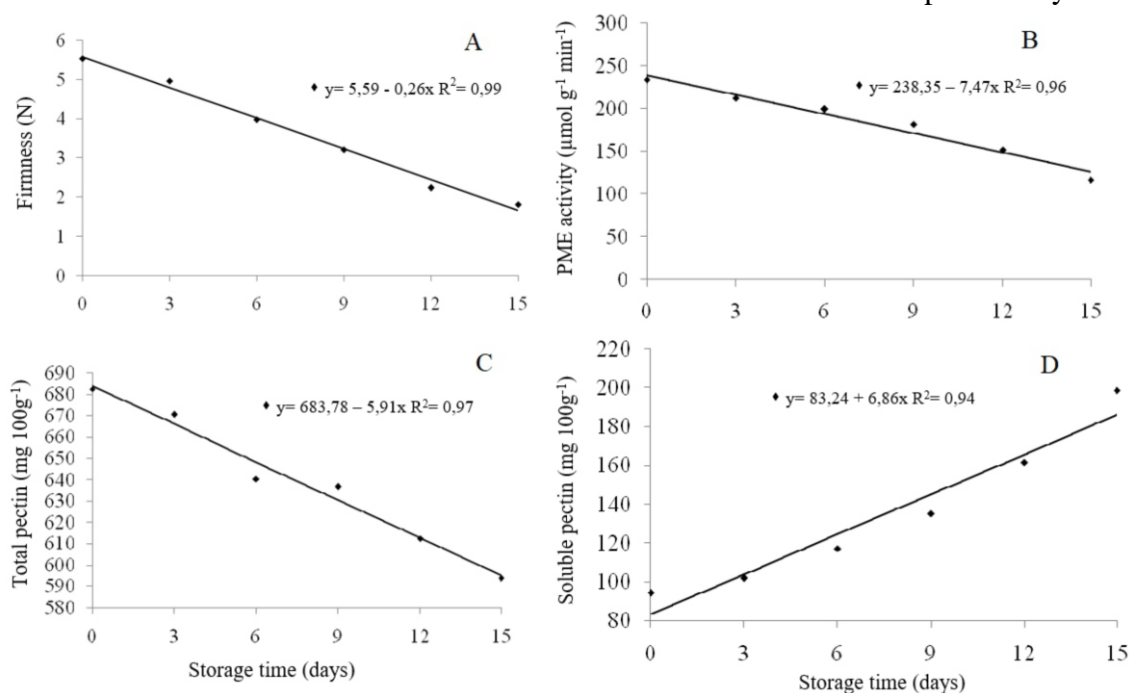 A
Firmness (N)
6
5
4
3
2
1
0
y= 5,59 - 0,26x R²= 0,99
0 3 6 9 12 15
B
PME activity (µmol g⁻¹ min⁻¹)
300
250
200
150
100
50
0
y= 238,35 – 7,47x R²= 0,96
0 3 6 9 12 15
C
Total pectin (mg 100g⁻¹)
690
680
670
660
650
640
630
620
610
600
590
580
y= 683,78 – 5,91x R²= 0,97
0 3 6 9 12 15
Storage time (days)
D
Soluble pectin (mg 100g⁻¹)
220
200
180
160
140
120
100
80
y= 83,24 + 6,86x R²= 0,94
0 3 6 9 12 15
Storage time (days)